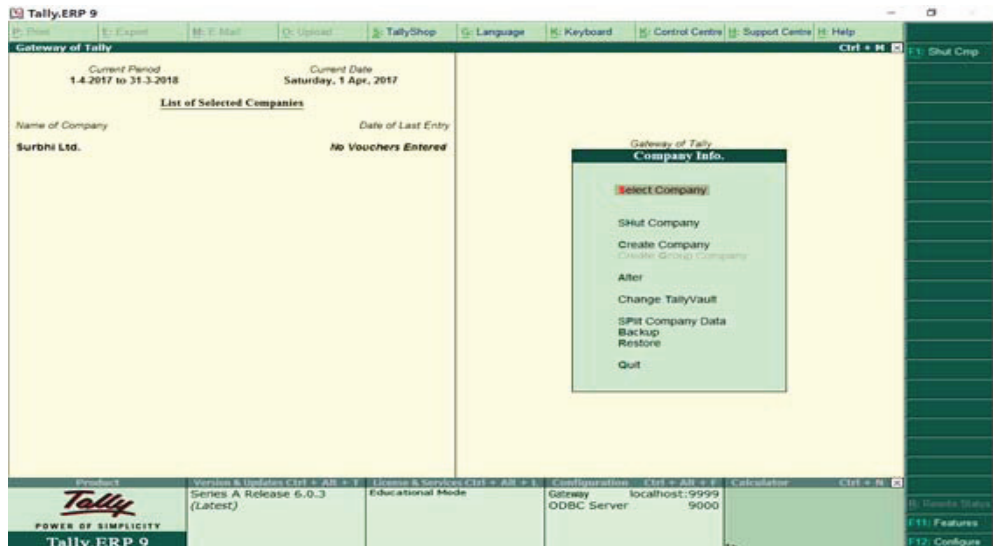 Tally.ERP 9
P: Print E: Export M: E-Mail O: Upload S: TallyShop G: Language K: Keyboard K: Control Centre H: Support Centre H: Help
Gateway of Tally Ctrl + M
F1: Shut Cmp
Current Period Current Date
1-4-2017 to 31-3-2018 Saturday, 1 Apr, 2017
List of Selected Companies
Name of Company Date of Last Entry
Surbhi Ltd. No Vouchers Entered
Gateway of Tally
Company Info.
Select Company
SHut Company
Create Company
Create Group Company
Alter
Change TallyVault
SPlit Company Data
Backup
Restore
Quit
Product Version & Updates Ctrl + Alt + T License & Services Ctrl + Alt + L Configuration Ctrl + Alt + F Calculator Ctrl + N
Tally
POWER OF SIMPLICITY
Tally.ERP 9
Series A Release 6.0.3
(Latest)
Educational Mode
Gateway localhost:9999
ODBC Server 9000
R: Remote Status
F11: Features
F12: Configure